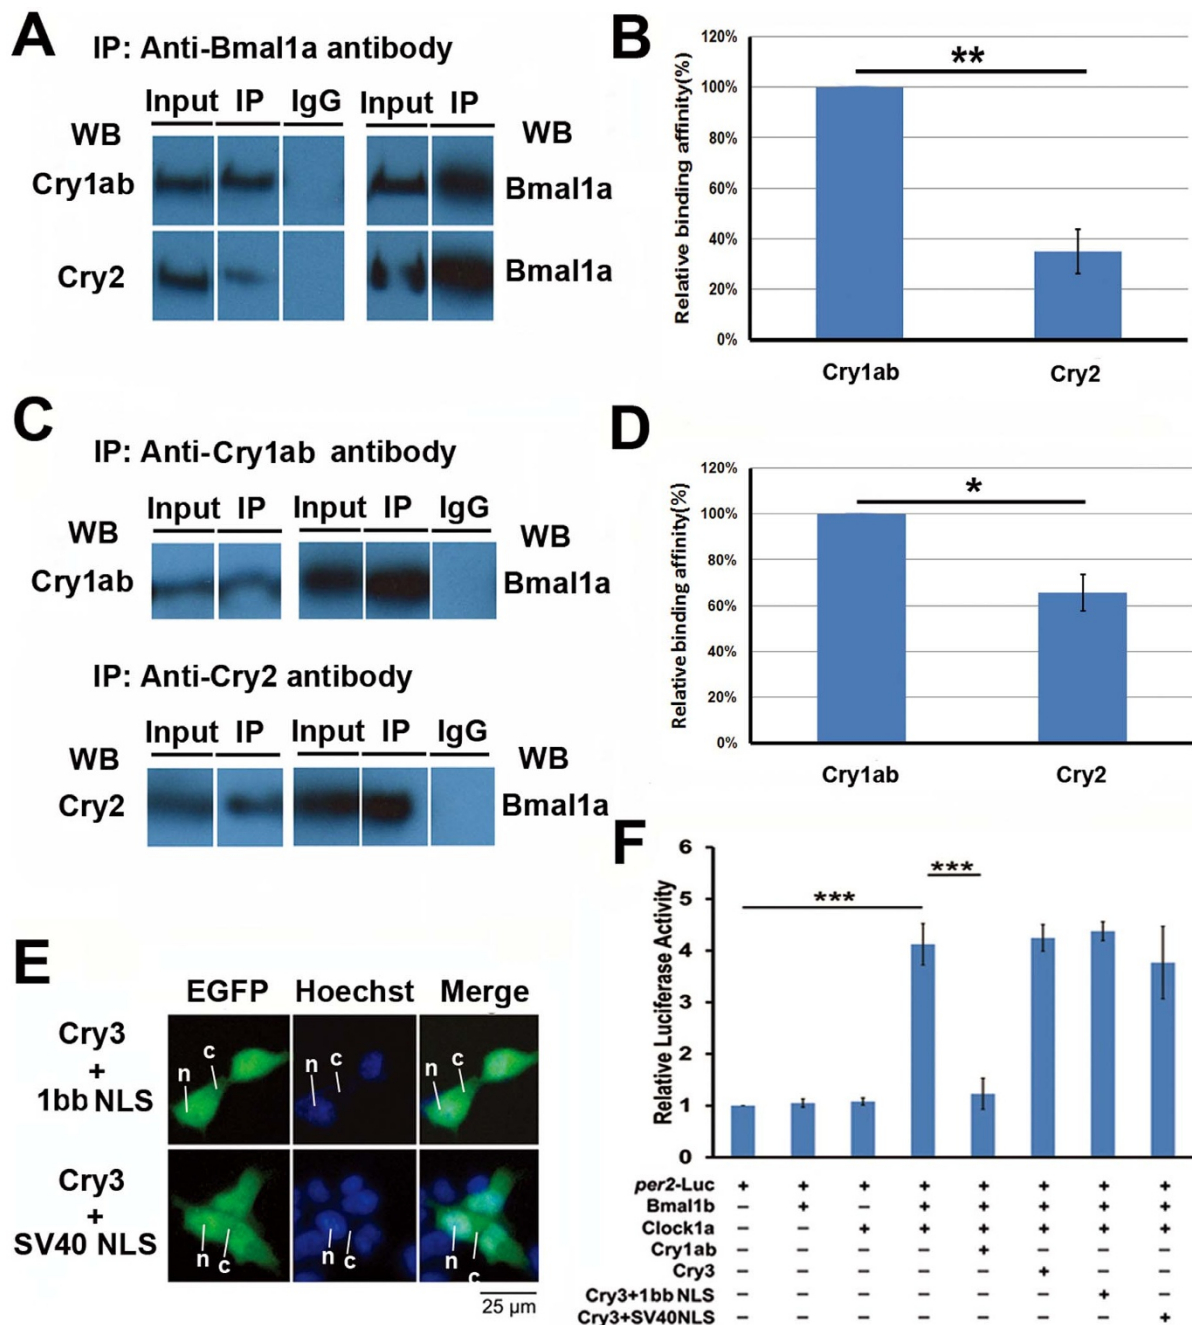 A
IP: Anti-Bmal1a antibody
Input IP IgG Input IP
WB WB
Cry1ab Bmal1a
Cry2 Bmal1a
B
Relative binding affinity(%)
120%
100%
80%
60%
40%
20%
0%
**
Cry1ab Cry2
C
IP: Anti-Cry1ab antibody
Input IP Input IP IgG
WB WB
Cry1ab Bmal1a
IP: Anti-Cry2 antibody
Input IP Input IP IgG
WB WB
Cry2 Bmal1a
D
Relative binding affinity(%)
120%
100%
80%
60%
40%
20%
0%
*
Cry1ab Cry2
E
EGFP Hoechst Merge
Cry3
+
1bb NLS
n c n c n c
Cry3
+
SV40 NLS
n c n c n c
25 µm
F
Relative Luciferase Activity
6
5
4
3
2
1
0
*** ***
per2-Luc + + + + + + + +
Bmal1b – + – + + + + +
Clock1a – – + + + + + +
Cry1ab – – – – + – – –
Cry3 – – – – – + – –
Cry3+1bb NLS – – – – – – + –
Cry3+SV40NLS – – – – – – – +